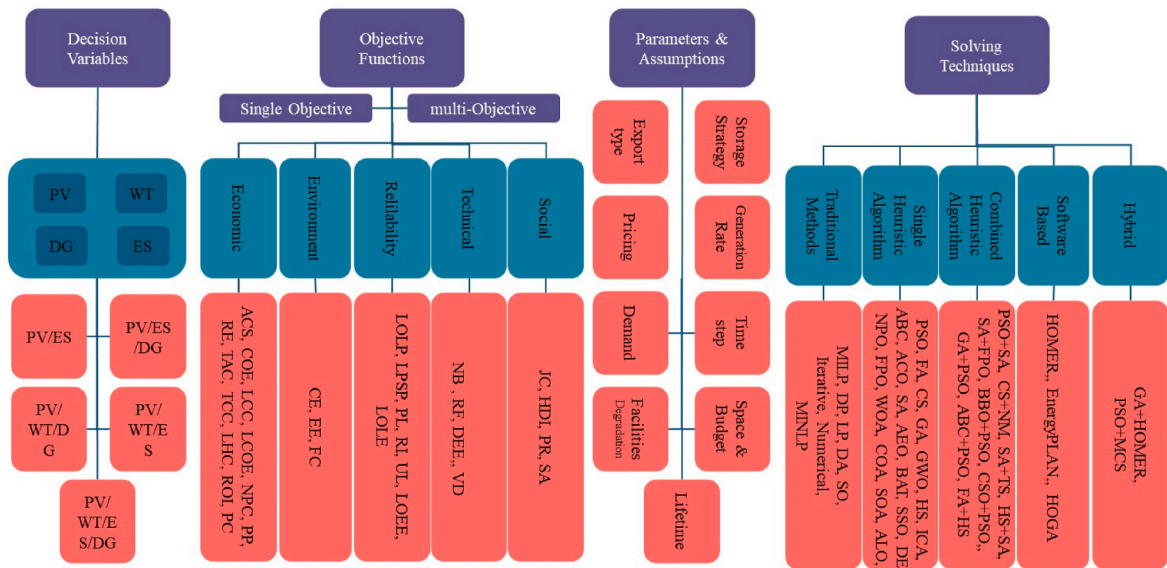 Decision
Variables
PV
WT
DG
ES
PV/ES
PV/ES
/DG
PV/
WT/D
G
PV/
WT/E
S
PV/
WT/E
S/DG
Objective
Functions
Single Objective
multi-Objective
Economic
Environment
Relilability
Technical
Social
ACS, COE, LCC, LCOE, NPC, PP,
RE, TAC, TCC, LHC, ROI, PC
CE, EE, FC
LOLP, LPSP, PL, RI, UL, LOEE,
LOLE
NB , RF, DEE,, VD
JC, HDI, PR, SA
Parameters &
Assumptions
Export
type
Storage
Strategy
Pricing
Generation
Rate
Demand
Time
step
Facilities
Degradation
Space &
Budget
Lifetime
Solving
Techniques
Traditional
Methods
Single
Heuristic
Algorithm
Combined
Heuristic
Algorithm
Software
Based
Hybrid
MILP, DP, LP, DA, SO,
Iterative, Numerical,
MINLP
PSO, FA, CS, GA, GWO, HS, ICA,
ABC, ACO, SA, AEO, BAT, SSO, DE
NPO, FPO, WOA, COA, SOA, ALO,
PSO+SA, CS+NM, SA+TS, HS+SA,
SA+FPO, BBO+PSO, CSO+PSO,,
GA+PSO, ABC+PSO, FA+HS
HOMER,, EnergyPLAN,, HOGA
GA+HOMER,
PSO+MCS